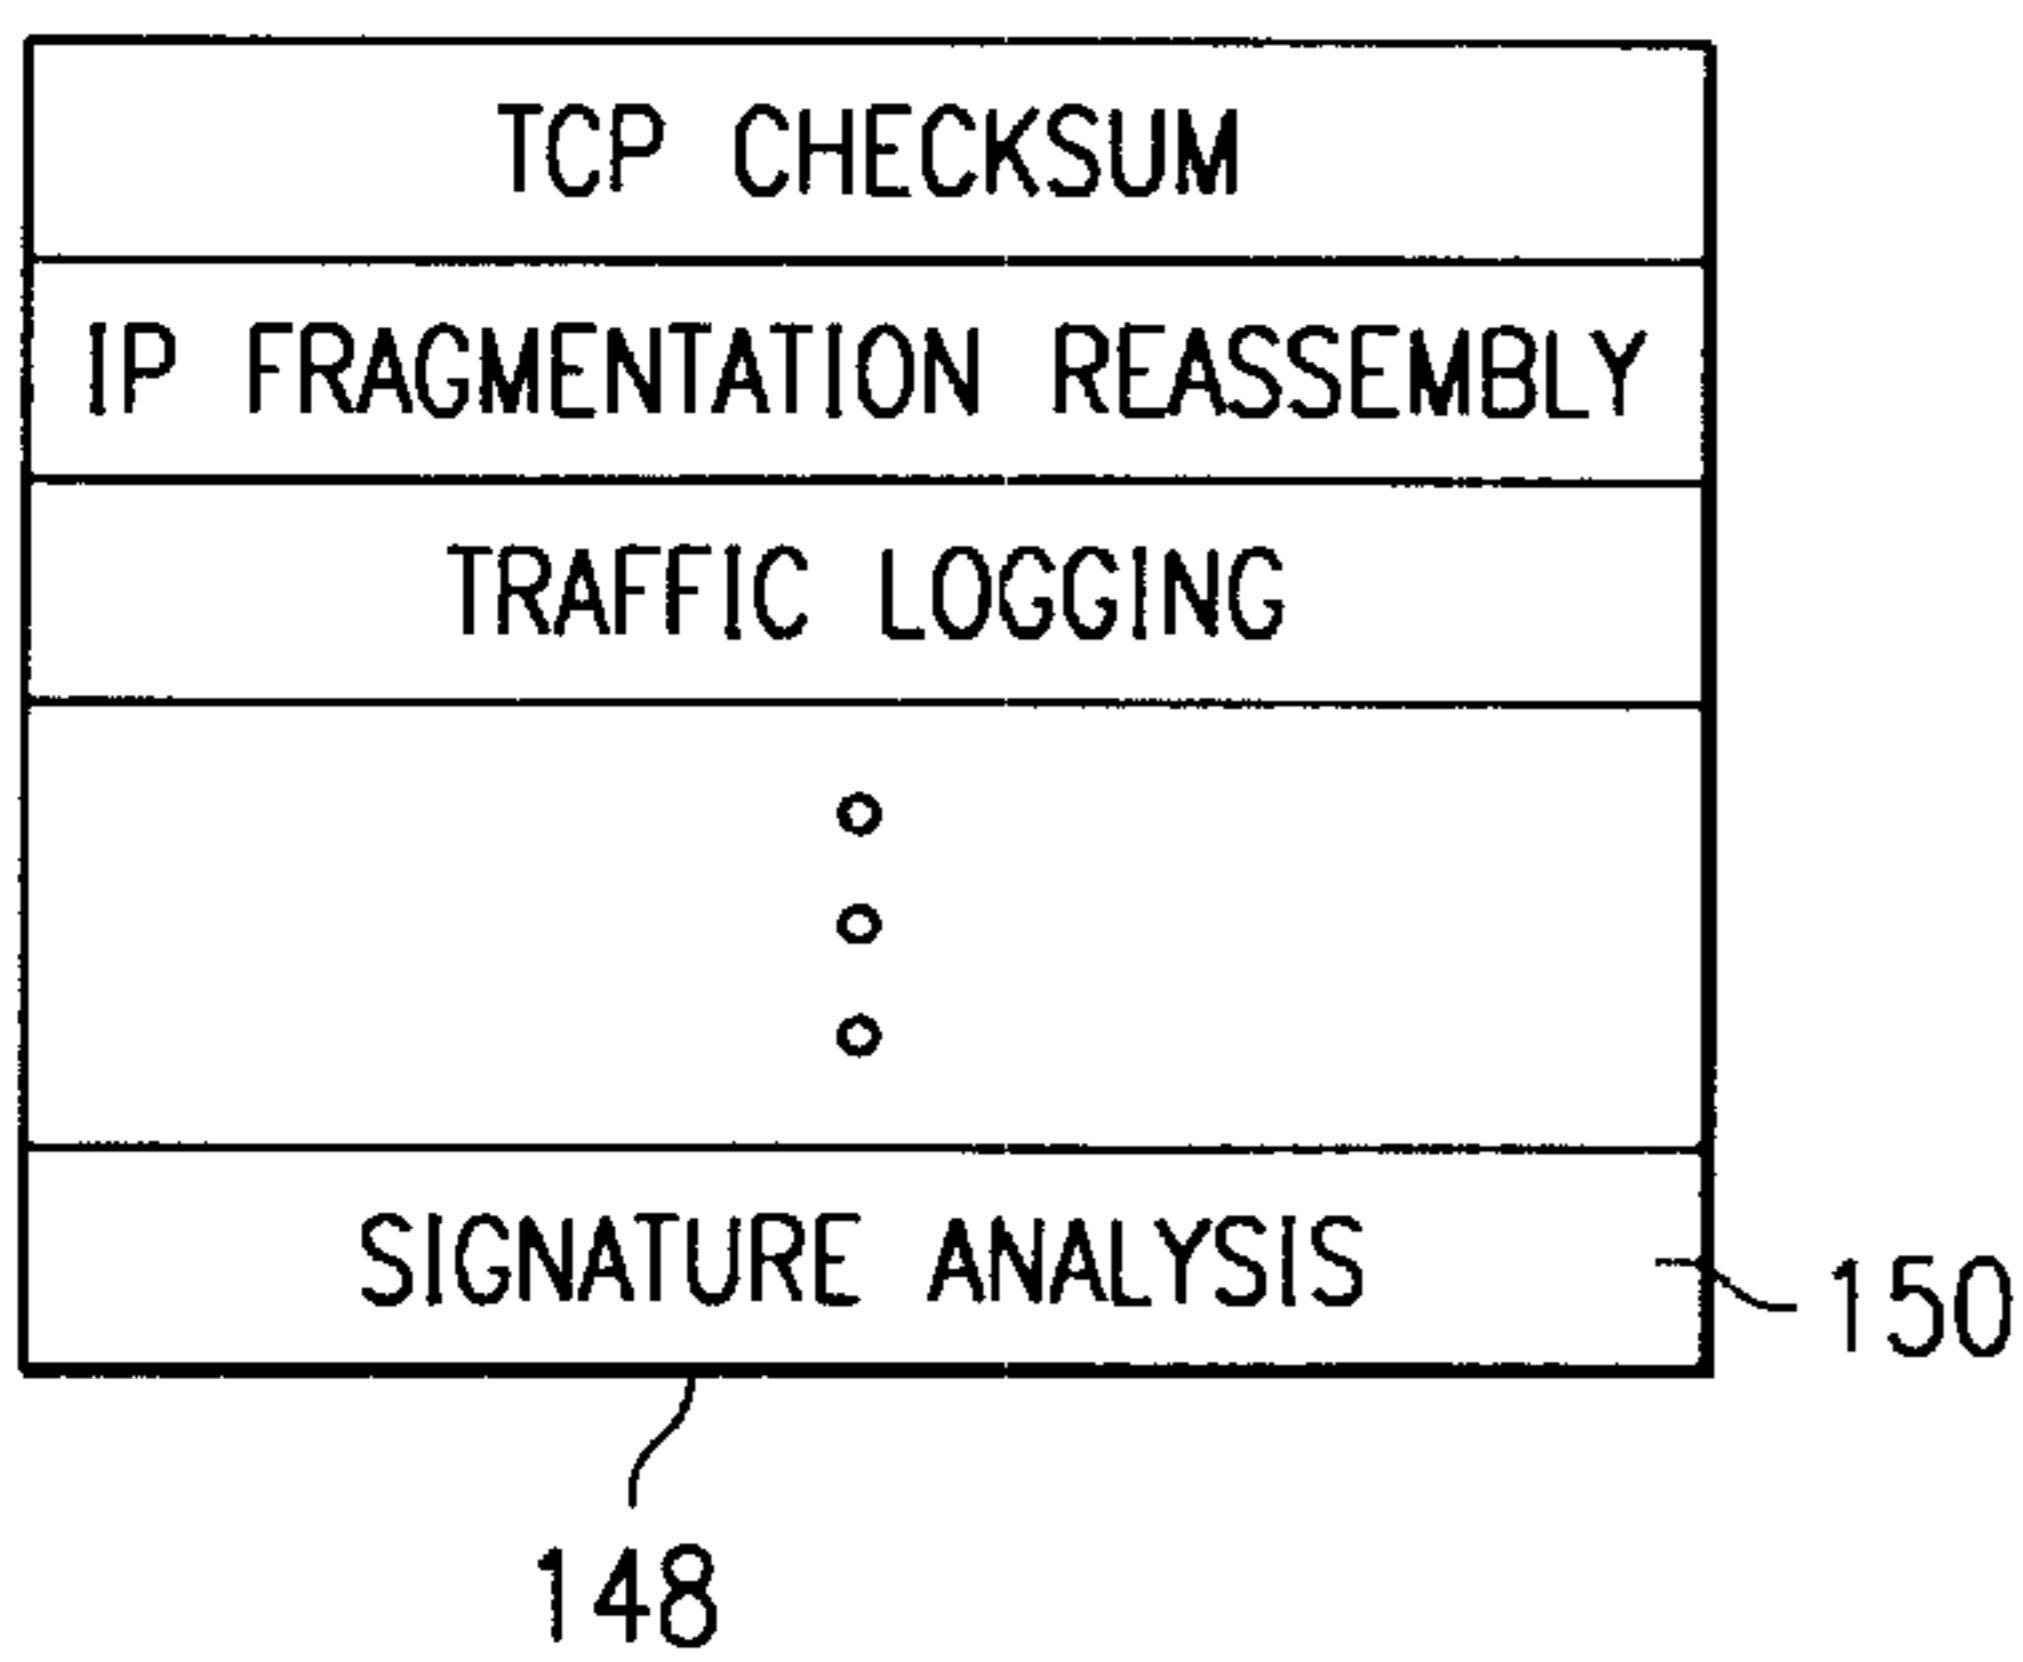 TCP CHECKSUM
IP FRAGMENTATION REASSEMBLY
TRAFFIC LOGGING
SIGNATURE ANALYSIS
150
148